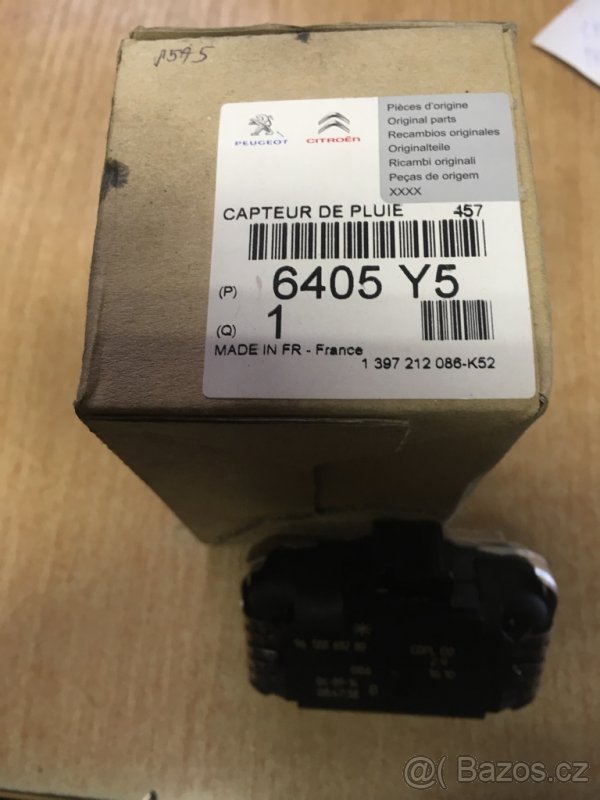 PEUGEOT
CITROËN
Pièces d'origine
Original parts
Recambios originales
Originalteile
Ricambi originali
Peças de origem
XXXX
CAPTEUR DE PLUIE 457
(P) 6405 Y5
(Q) 1
MADE IN FR - France
1 397 212 086-K52
© Bazos.cz